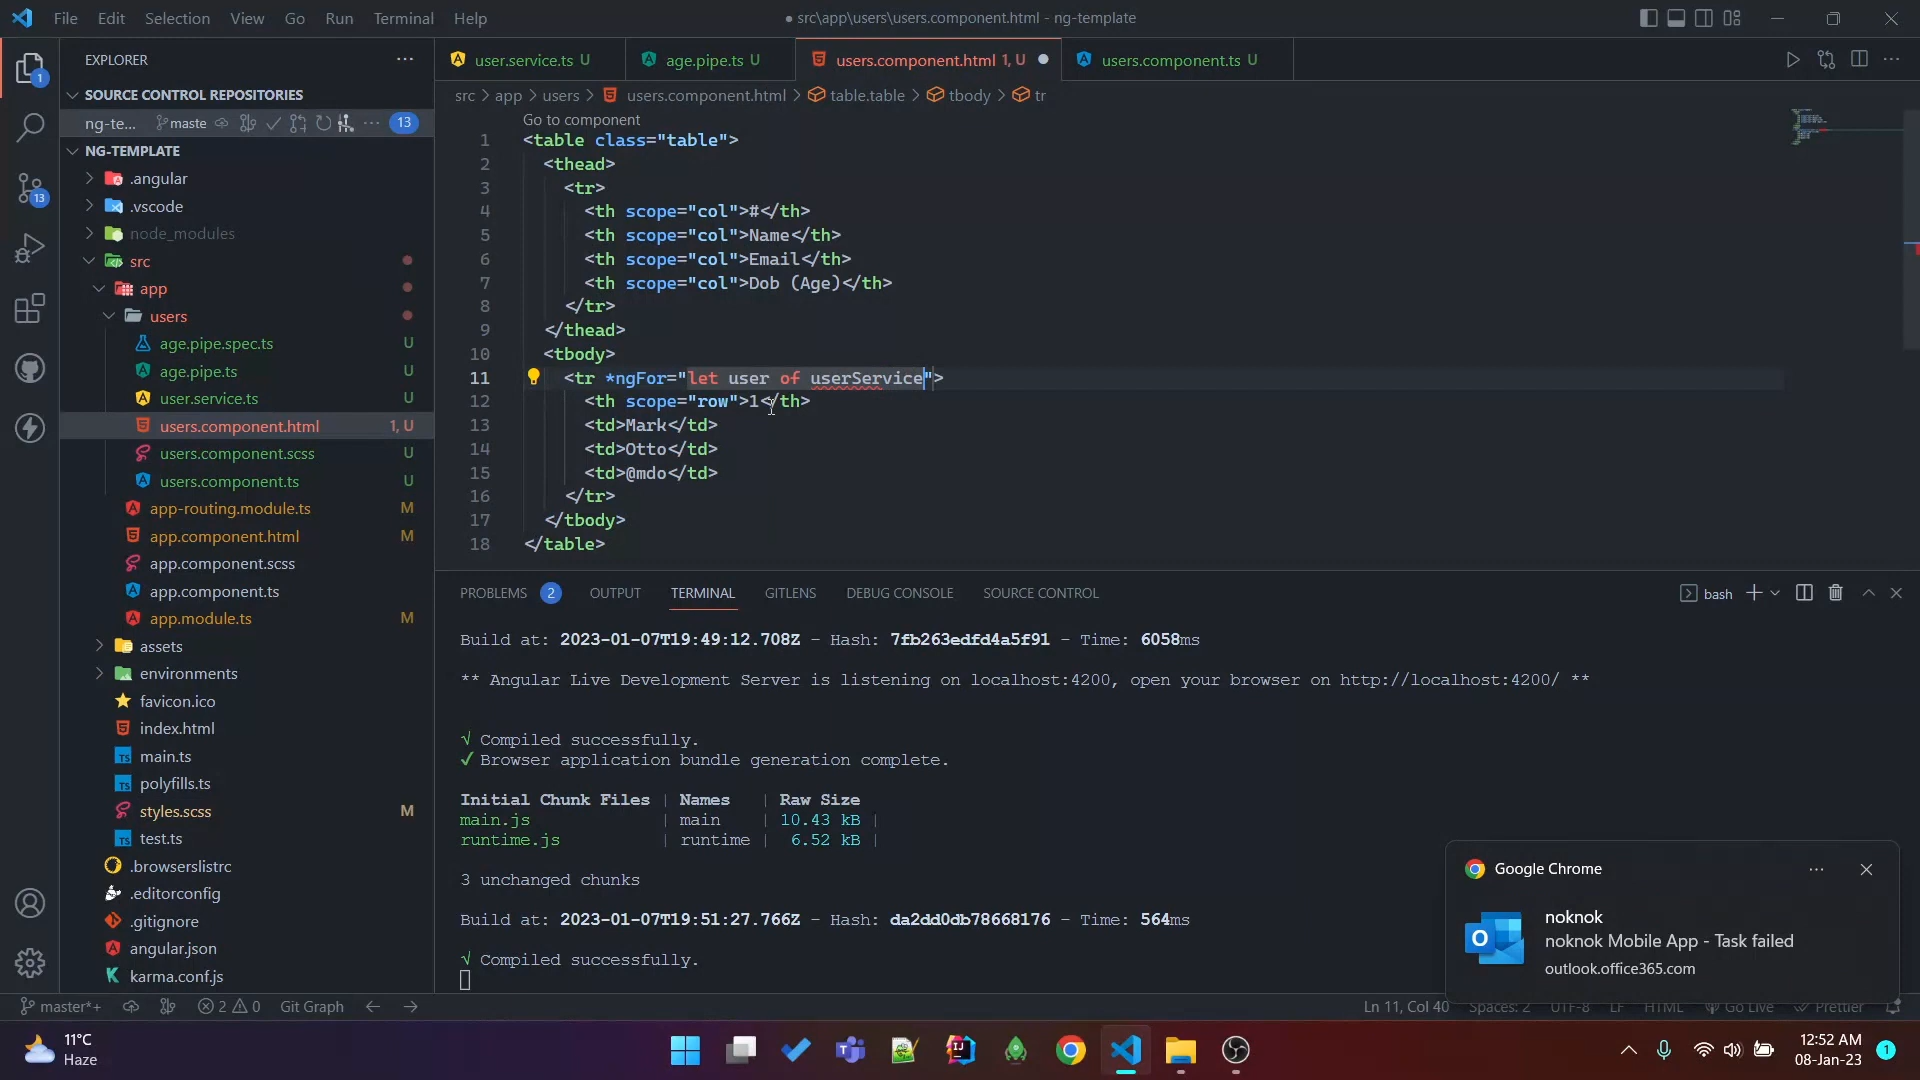 File Edit Selection View Go Run Terminal Help
● src\app\users\users.component.html - ng-template
EXPLORER
SOURCE CONTROL REPOSITORIES
ng-te... maste 13
NG-TEMPLATE
.angular
.vscode
node_modules
src
app
users
age.pipe.spec.ts U
age.pipe.ts U
user.service.ts U
users.component.html 1, U
users.component.scss U
users.component.ts U
app-routing.module.ts M
app.component.html M
app.component.scss
app.component.ts
app.module.ts M
assets
environments
favicon.ico
index.html
main.ts
polyfills.ts
styles.scss M
test.ts
.browserslistrc
.editorconfig
.gitignore
angular.json
karma.conf.js
1
13
user.service.ts U age.pipe.ts U users.component.html 1, U users.component.ts U
src > app > users > users.component.html > table.table > tbody > tr
Go to component
1 <table class="table">
2 <thead>
3 <tr>
4 <th scope="col">#</th>
5 <th scope="col">Name</th>
6 <th scope="col">Email</th>
7 <th scope="col">Dob (Age)</th>
8 </tr>
9 </thead>
10 <tbody>
11 <tr *ngFor="let user of userService">
12 <th scope="row">1</th>
13 <td>Mark</td>
14 <td>Otto</td>
15 <td>@mdo</td>
16 </tr>
17 </tbody>
18 </table>
PROBLEMS 2 OUTPUT TERMINAL GITLENS DEBUG CONSOLE SOURCE CONTROL
bash
Build at: 2023-01-07T19:49:12.708Z - Hash: 7fb263edfd4a5f91 - Time: 6058ms
** Angular Live Development Server is listening on localhost:4200, open your browser on http://localhost:4200/ **
√ Compiled successfully.
✓ Browser application bundle generation complete.
Initial Chunk Files | Names | Raw Size
main.js | main | 10.43 kB |
runtime.js | runtime | 6.52 kB |
3 unchanged chunks
Build at: 2023-01-07T19:51:27.766Z - Hash: da2dd0db78668176 - Time: 564ms
√ Compiled successfully.
Google Chrome
noknok
noknok Mobile App - Task failed
outlook.office365.com
master*+ 2 0 Git Graph
Ln 11, Col 40 Spaces: 2 UTF-8 LF HTML Go Live Prettier
11°C
Haze
12:52 AM
08-Jan-23
1